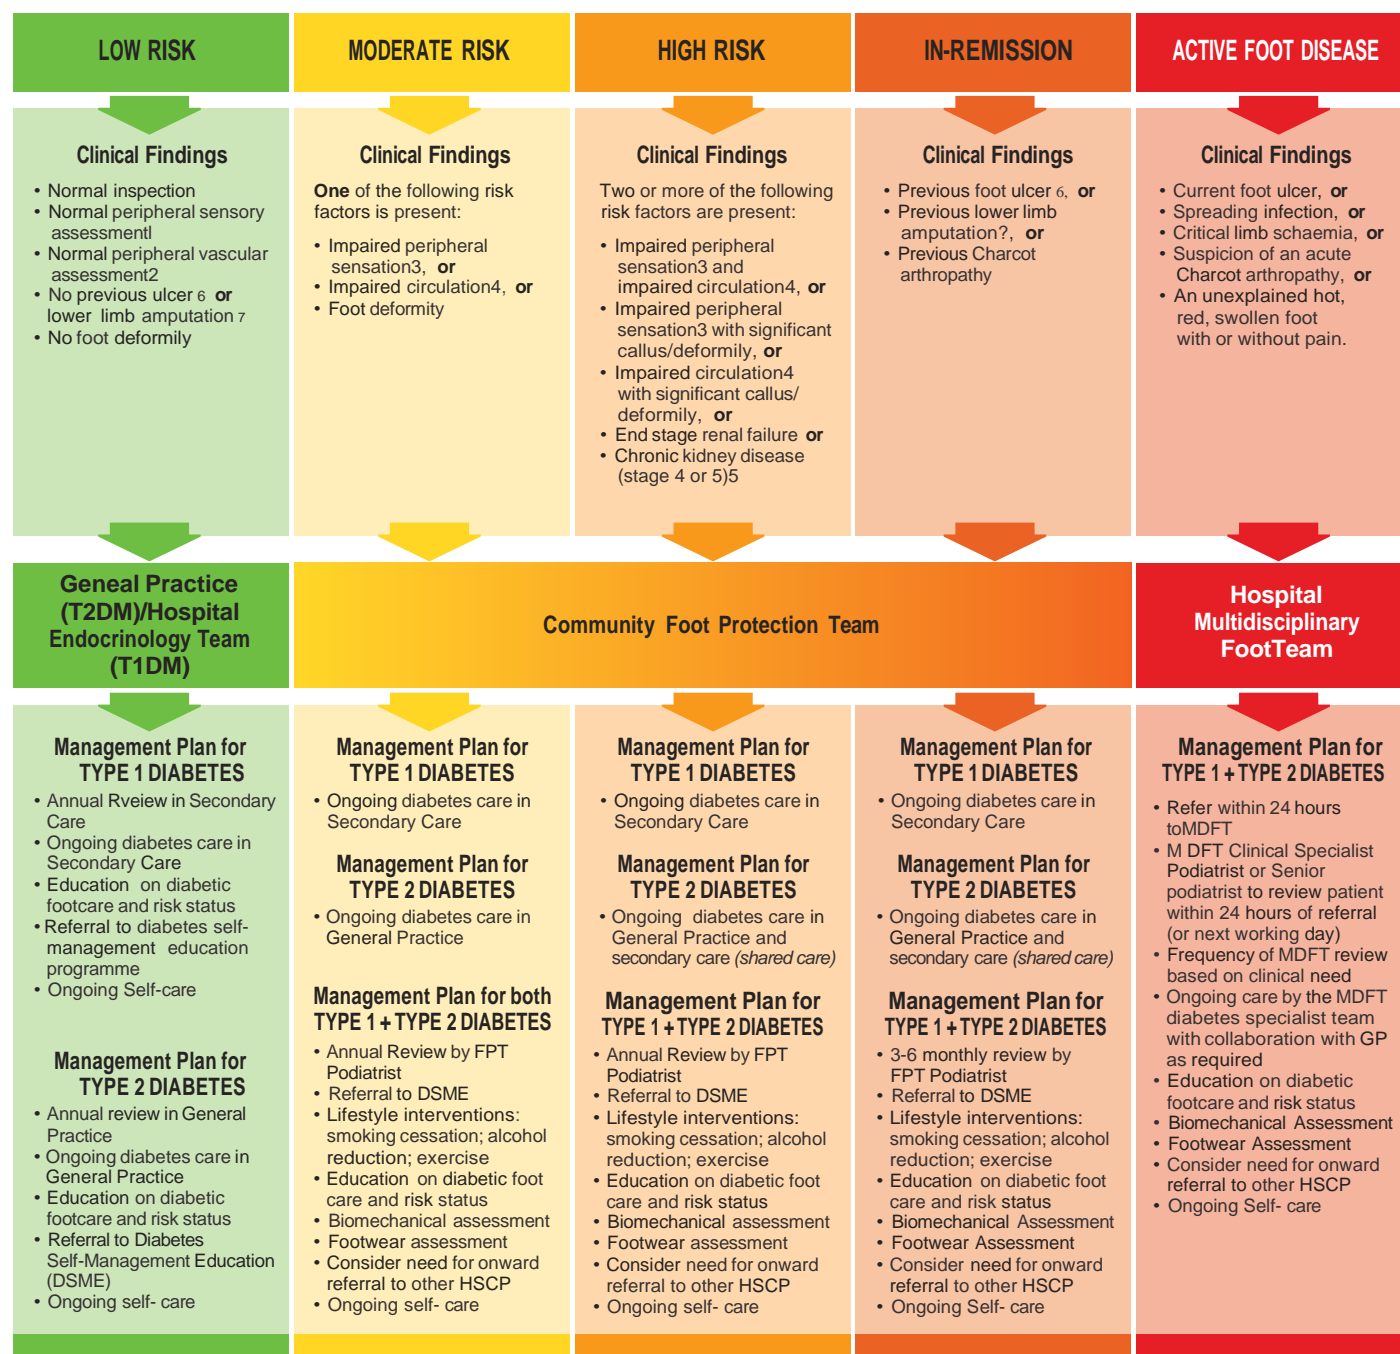 LOW RISK
MODERATE RISK
HIGH RISK
IN-REMISSION
ACTIVE FOOT DISEASE
Clinical Findings
• Normal inspection
• Normal peripheral sensory
assessmentl
• Normal peripheral vascular
assessment2
• No previous ulcer 6 or
lower limb amputation 7
• No foot deformily
Clinical Findings
One of the following risk
factors is present:
• Impaired peripheral
sensation3, or
• Impaired circulation4, or
• Foot deformity
Clinical Findings
Two or more of the following
risk factors are present:
• Impaired peripheral
sensation3 and
impaired circulation4, or
• Impaired peripheral
sensation3 with significant
callus/deformily, or
• Impaired circulation4
with significant callus/
deformily, or
• End stage renal failure or
• Chronic kidney disease
(stage 4 or 5)5
Clinical Findings
• Previous foot ulcer 6, or
• Previous lower limb
amputation?, or
• Previous Charcot
arthropathy
Clinical Findings
• Current foot ulcer, or
• Spreading infection, or
• Critical limb schaemia, or
• Suspicion of an acute
Charcot arthropathy, or
• An unexplained hot,
red, swollen foot
with or without pain.
Geneal Practice
(T2DM)/Hospital
Endocrinology Team
(T1DM)
Community Foot Protection Team
Hospital
Multidisciplinary
FootTeam
Management Plan for
TYPE 1 DIABETES
• Annual Rveiew in Secondary
Care
• Ongoing diabetes care in
Secondary Care
• Education on diabetic
footcare and risk status
• Referral to diabetes self-
management education
programme
• Ongoing Self-care
Management Plan for
TYPE 2 DIABETES
• Annual review in General
Practice
• Ongoing diabetes care in
General Practice
• Education on diabetic
footcare and risk status
• Referral to Diabetes
Self-Management Education
(DSME)
• Ongoing self- care
Management Plan for
TYPE 1 DIABETES
• Ongoing diabetes care in
Secondary Care
Management Plan for
TYPE 2 DIABETES
• Ongoing diabetes care in
General Practice
Management Plan for both
TYPE 1 + TYPE 2 DIABETES
• Annual Review by FPT
Podiatrist
• Referral to DSME
• Lifestyle interventions:
smoking cessation; alcohol
reduction; exercise
• Education on diabetic foot
care and risk status
• Biomechanical assessment
• Footwear assessment
• Consider need for onward
referral to other HSCP
• Ongoing self- care
Management Plan for
TYPE 1 DIABETES
• Ongoing diabetes care in
Secondary Care
Management Plan for
TYPE 2 DIABETES
• Ongoing diabetes care in
General Practice and
secondary care (shared care)
Management Plan for
TYPE 1 + TYPE 2 DIABETES
• Annual Review by FPT
Podiatrist
• Referral to DSME
• Lifestyle interventions:
smoking cessation; alcohol
reduction; exercise
• Education on diabetic foot
care and risk status
• Biomechanical assessment
• Footwear assessment
• Consider need for onward
referral to other HSCP
• Ongoing self- care
Management Plan for
TYPE 1 DIABETES
• Ongoing diabetes care in
Secondary Care
Management Plan for
TYPE 2 DIABETES
• Ongoing diabetes care in
General Practice and
secondary care (shared care)
Management Plan for
TYPE 1 + TYPE 2 DIABETES
• 3-6 monthly review by
FPT Podiatrist
• Referral to DSME
• Lifestyle interventions:
smoking cessation; alcohol
reduction; exercise
• Education on diabetic foot
care and risk status
• Biomechanical Assessment
• Footwear Assessment
• Consider need for onward
referral to other HSCP
• Ongoing Self- care
Management Plan for
TYPE 1 + TYPE 2 DIABETES
• Refer within 24 hours
toMDFT
• M DFT Clinical Specialist
Podiatrist or Senior
podiatrist to review patient
within 24 hours of referral
(or next working day)
• Frequency of MDFT review
based on clinical need
• Ongoing care by the MDFT
diabetes specialist team
with collaboration with GP
as required
• Education on diabetic
footcare and risk status
• Biomechanical Assessment
• Footwear Assessment
• Consider need for onward
referral to other HSCP
• Ongoing Self- care